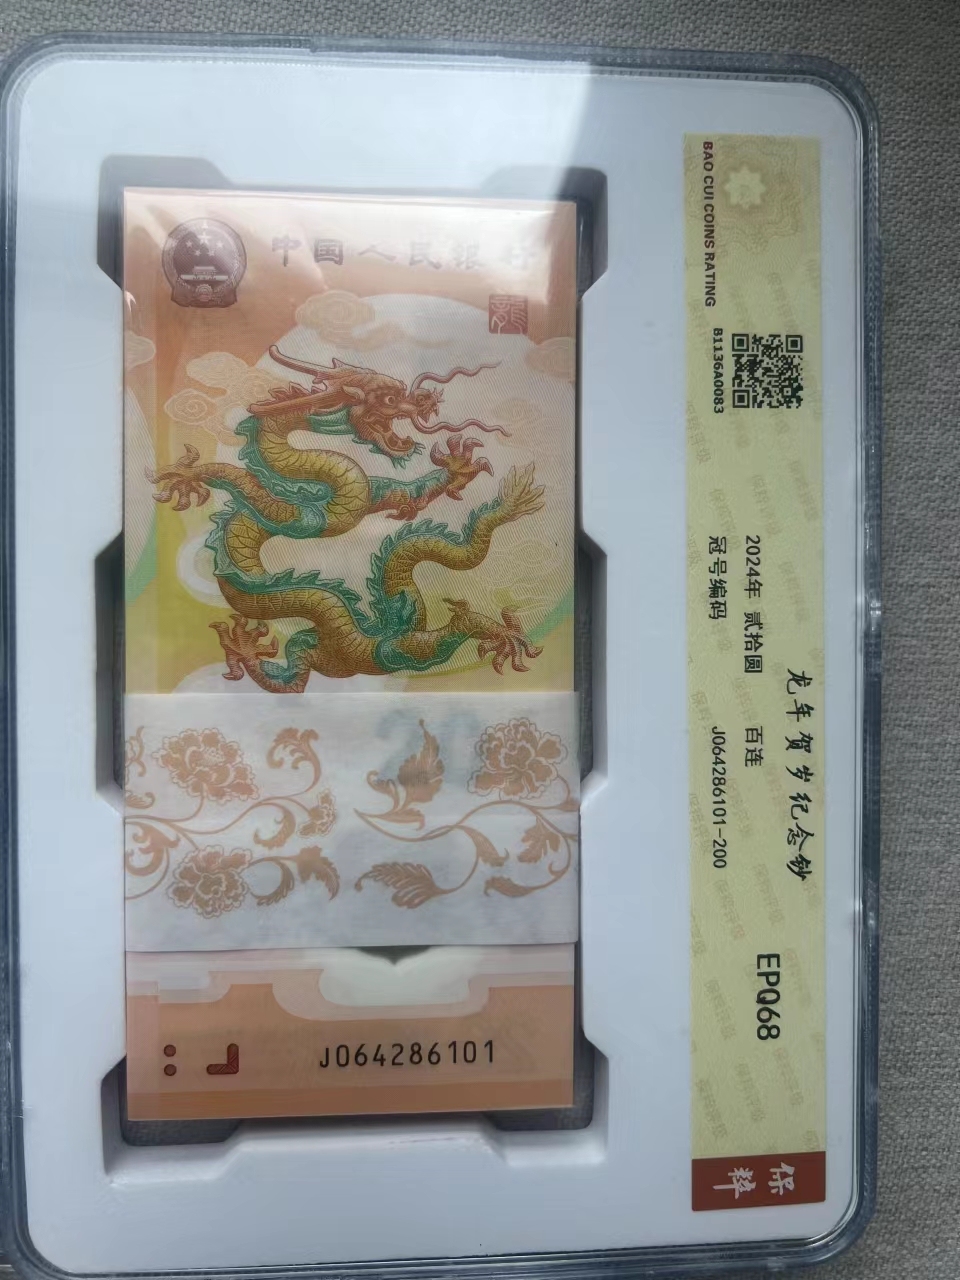 中国人民银行
龍
J064286101
龙年贺岁纪念钞
2024年 贰拾圆 百连
冠号编码 J064286101-200
EPQ68
B1136A0083
BAO CUI COINS RATING
保粹